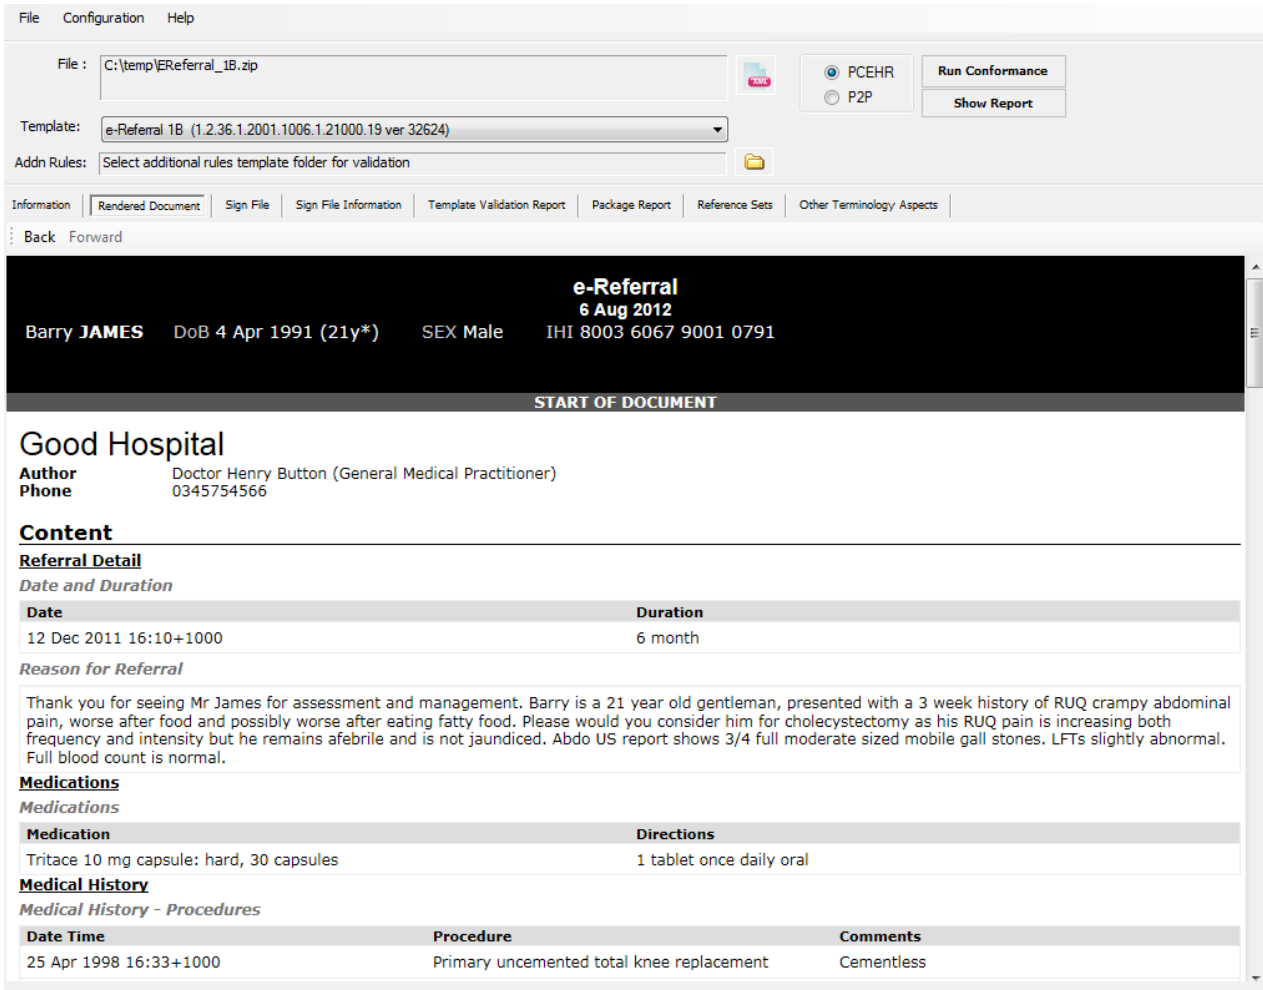 File Configuration Help
File : C:\temp\EReferral_1B.zip
XML
PCEHR
P2P
Run Conformance
Show Report
Template: e-Referral 1B (1.2.36.1.2001.1006.1.21000.19 ver 32624)
Addn Rules: Select additional rules template folder for validation
Information Rendered Document Sign File Sign File Information Template Validation Report Package Report Reference Sets Other Terminology Aspects
Back Forward
e-Referral
6 Aug 2012
Barry JAMES DoB 4 Apr 1991 (21y*) SEX Male IHI 8003 6067 9001 0791
START OF DOCUMENT
Good Hospital
Author Doctor Henry Button (General Medical Practitioner)
Phone 0345754566
Content
Referral Detail
Date and Duration
Date Duration
12 Dec 2011 16:10+1000 6 month
Reason for Referral
Thank you for seeing Mr James for assessment and management. Barry is a 21 year old gentleman, presented with a 3 week history of RUQ crampy abdominal
pain, worse after food and possibly worse after eating fatty food. Please would you consider him for cholecystectomy as his RUQ pain is increasing both
frequency and intensity but he remains afebrile and is not jaundiced. Abdo US report shows 3/4 full moderate sized mobile gall stones. LFTs slightly abnormal.
Full blood count is normal.
Medications
Medications
Medication Directions
Tritace 10 mg capsule: hard, 30 capsules 1 tablet once daily oral
Medical History
Medical History - Procedures
Date Time Procedure Comments
25 Apr 1998 16:33+1000 Primary uncemented total knee replacement Cementless